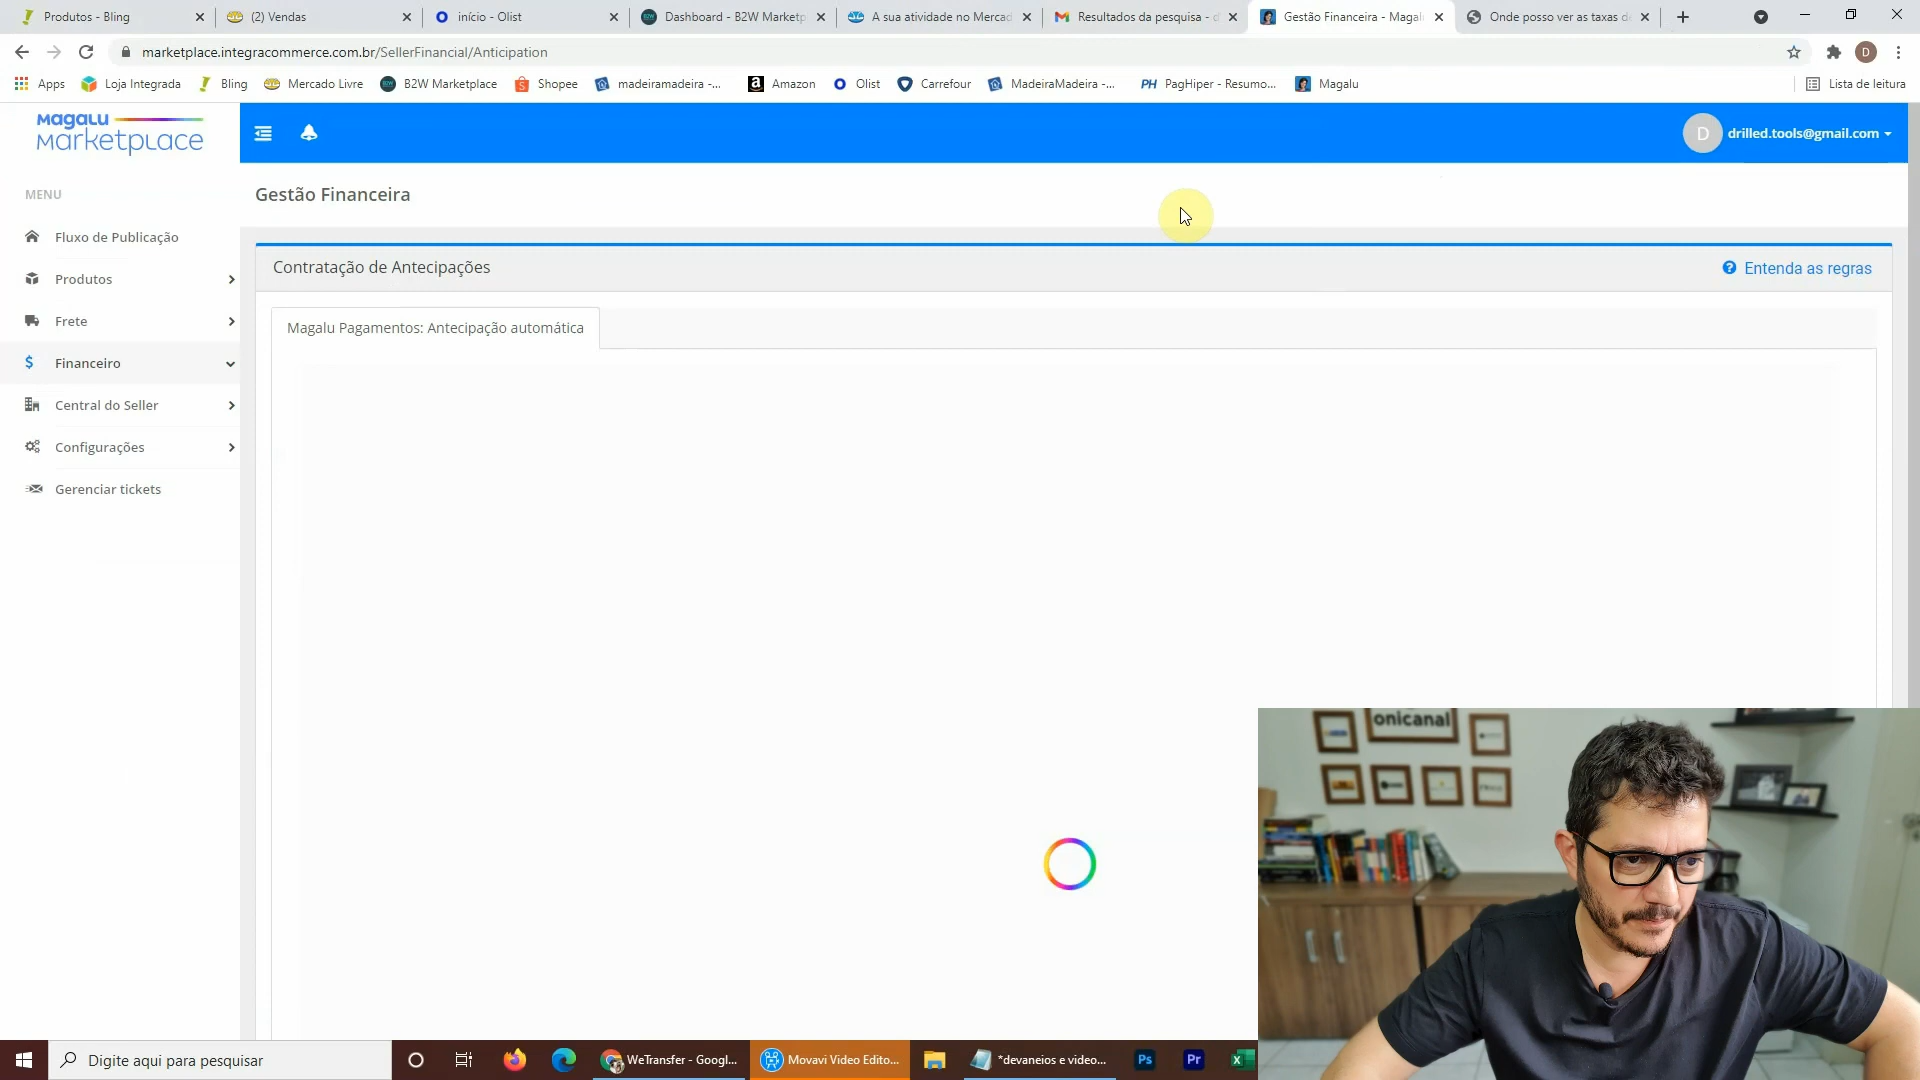 Produtos - Bling
(2) Vendas
início - Olist
Dashboard - B2W Marketp
A sua atividade no Mercad
Resultados da pesquisa - d
Gestão Financeira - Magal
Onde posso ver as taxas de
marketplace.integracommerce.com.br/SellerFinancial/Anticipation
D
Apps
Loja Integrada
Bling
Mercado Livre
B2W Marketplace
Shopee
madeiramadeira -...
Amazon
Olist
Carrefour
MadeiraMadeira -...
PH PagHiper - Resumo...
Magalu
Lista de leitura
Magalu
Marketplace
D drilled.tools@gmail.com
MENU
Gestão Financeira
Fluxo de Publicação
Produtos
Frete
Financeiro
Central do Seller
Configurações
Gerenciar tickets
Contratação de Antecipações
Entenda as regras
Magalu Pagamentos: Antecipação automática
onicanal
Digite aqui para pesquisar
WeTransfer - Googl...
Movavi Video Edito...
*devaneios e video...
Ps
Pr